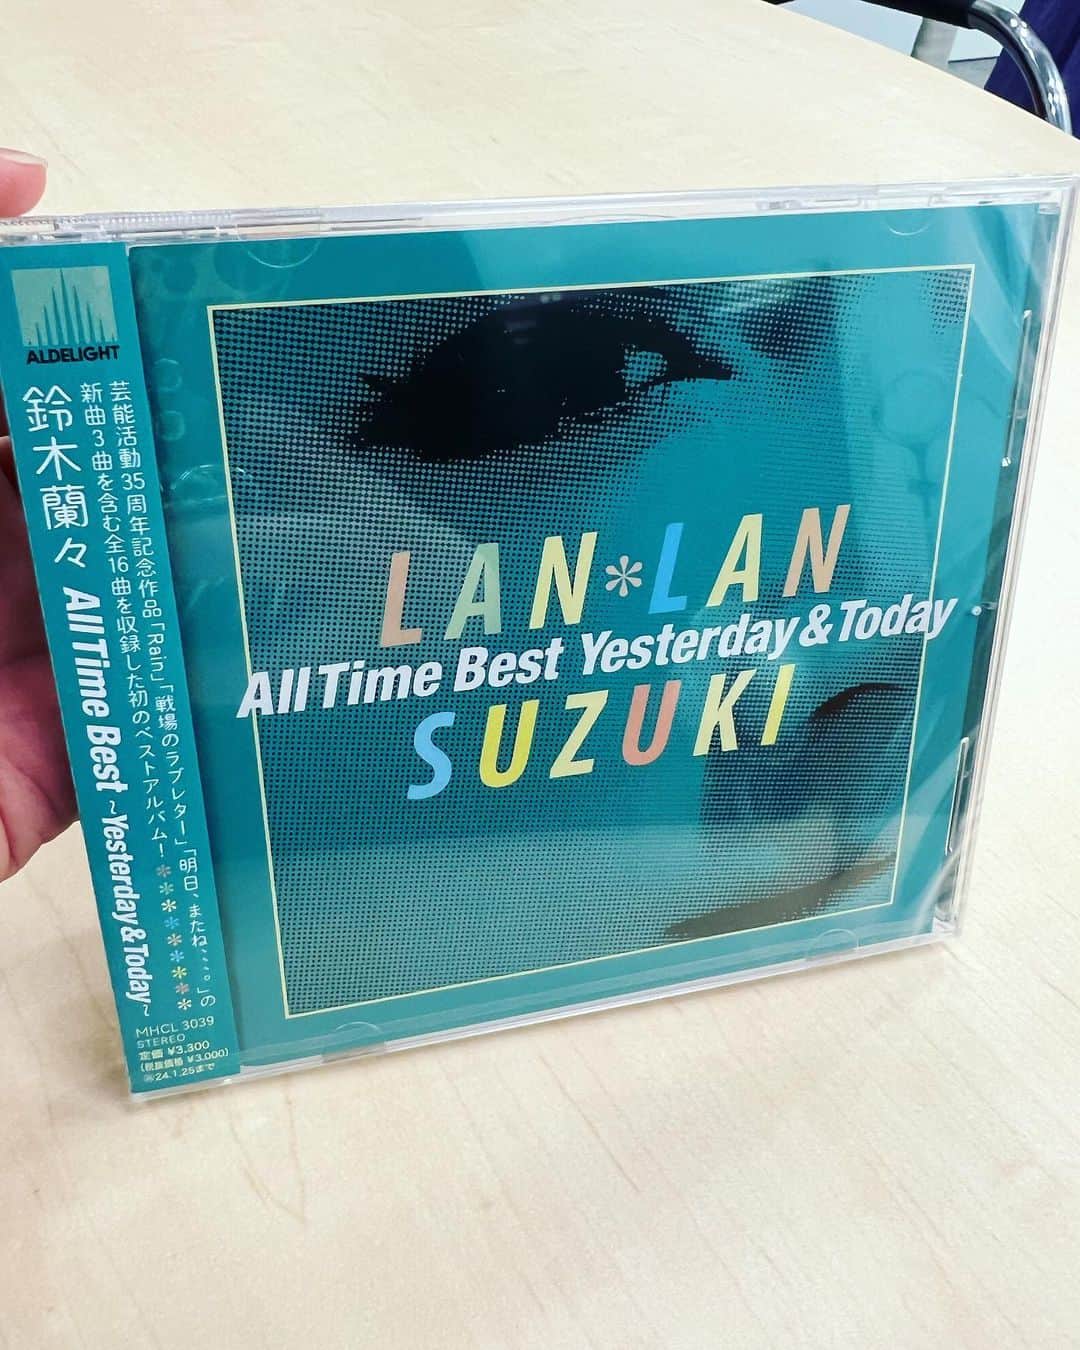 ALDELIGHT
鈴木蘭々 All Time Best ~Yesterday&Today~
芸能活動35周年記念作品「Rain」「戦場のラブレター」「明日、またね、、、。」の
新曲3曲を含む全16曲を収録した初のベストアルバム! ********
MHCL 3039
STEREO
定価 ¥3,300
(税抜価格 ¥3,000)
㋐24.1.25まで
LAN*LAN
All Time Best Yesterday & Today
SUZUKI